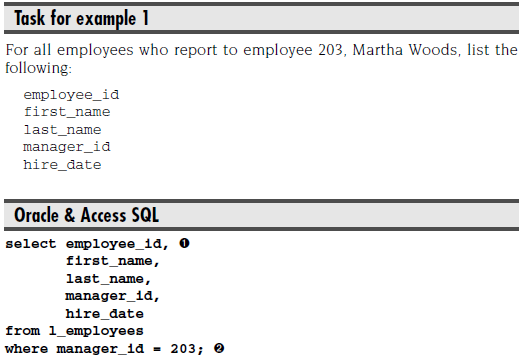 Task for example 1
For all employees who report to employee 203, Martha Woods, list the
following:
employee_id
first_name
last_name
manager_id
hire_date
Oracle & Access SQL
select employee_id, ❶
first_name,
last_name,
manager_id,
hire_date
from l_employees
where manager_id = 203; ❷